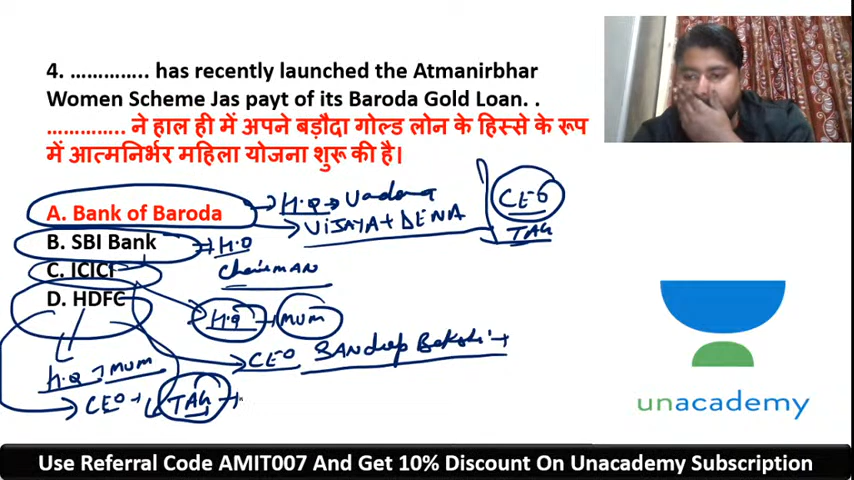 4. ………….. has recently launched the Atmanirbhar
Women Scheme Jas payt of its Baroda Gold Loan. .
………….. ने हाल ही में अपने बड़ौदा गोल्ड लोन के हिस्से के रूप
में आत्मनिर्भर महिला योजना शुरू की है।
A. Bank of Baroda
H.Q → Vadodra
ViJAYA + DENA
CEO
TAG
B. SBI Bank
H.O
Chairman
C. ICICI
H.Q → MUM
CEO SANdeep Bakshi
D. HDFC
H.Q → MUM
CEO →
TAG →
unacademy
Use Referral Code AMIT007 And Get 10% Discount On Unacademy Subscription